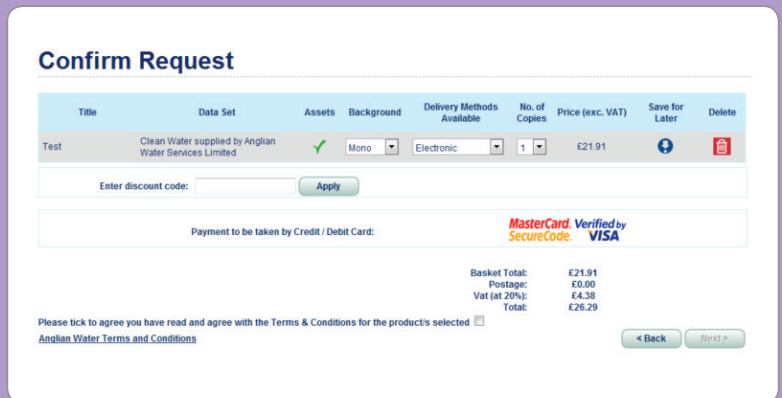 Confirm Request
Title Data Set Assets Background Delivery Methods Available No. of Copies Price (exc. VAT) Save for Later Delete
Test Clean Water supplied by Anglian Water Services Limited Mono Electronic 1 £21.91
Enter discount code: Apply
Payment to be taken by Credit / Debit Card: MasterCard. SecureCode. Verified by VISA
Basket Total: £21.91
Postage: £0.00
Vat (at 20%): £4.38
Total: £26.29
Please tick to agree you have read and agree with the Terms & Conditions for the product/s selected
Anglian Water Terms and Conditions
< Back Next >